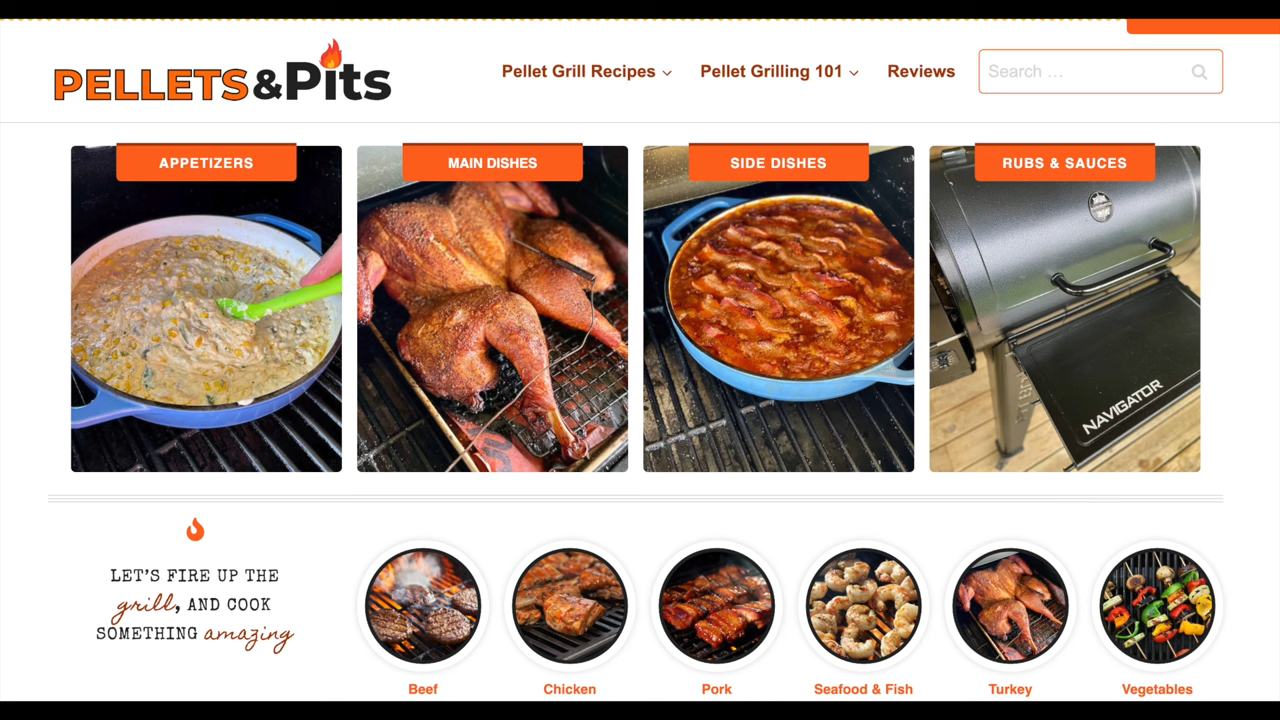 PELLETS&Pits
Pellet Grill Recipes
Pellet Grilling 101
Reviews
Search ...
APPETIZERS
MAIN DISHES
SIDE DISHES
RUBS & SAUCES
NAVIGATOR
LET'S FIRE UP THE
grill, AND COOK
SOMETHING amazing
Beef
Chicken
Pork
Seafood & Fish
Turkey
Vegetables